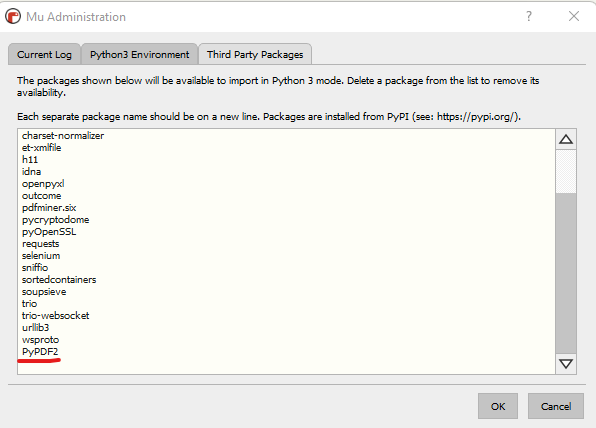 Mu Administration
Current Log
Python3 Environment
Third Party Packages
The packages shown below will be available to import in Python 3 mode. Delete a package from the list to remove its
availability.
Each separate package name should be on a new line. Packages are installed from PyPI (see: https://pypi.org/).
charset-normalizer
et-xmlfile
h11
idna
openpyxl
outcome
pdfminer.six
pycryptodome
pyOpenSSL
requests
selenium
sniffio
sortedcontainers
soupsieve
trio
trio-websocket
urllib3
wsproto
PyPDF2
OK
Cancel